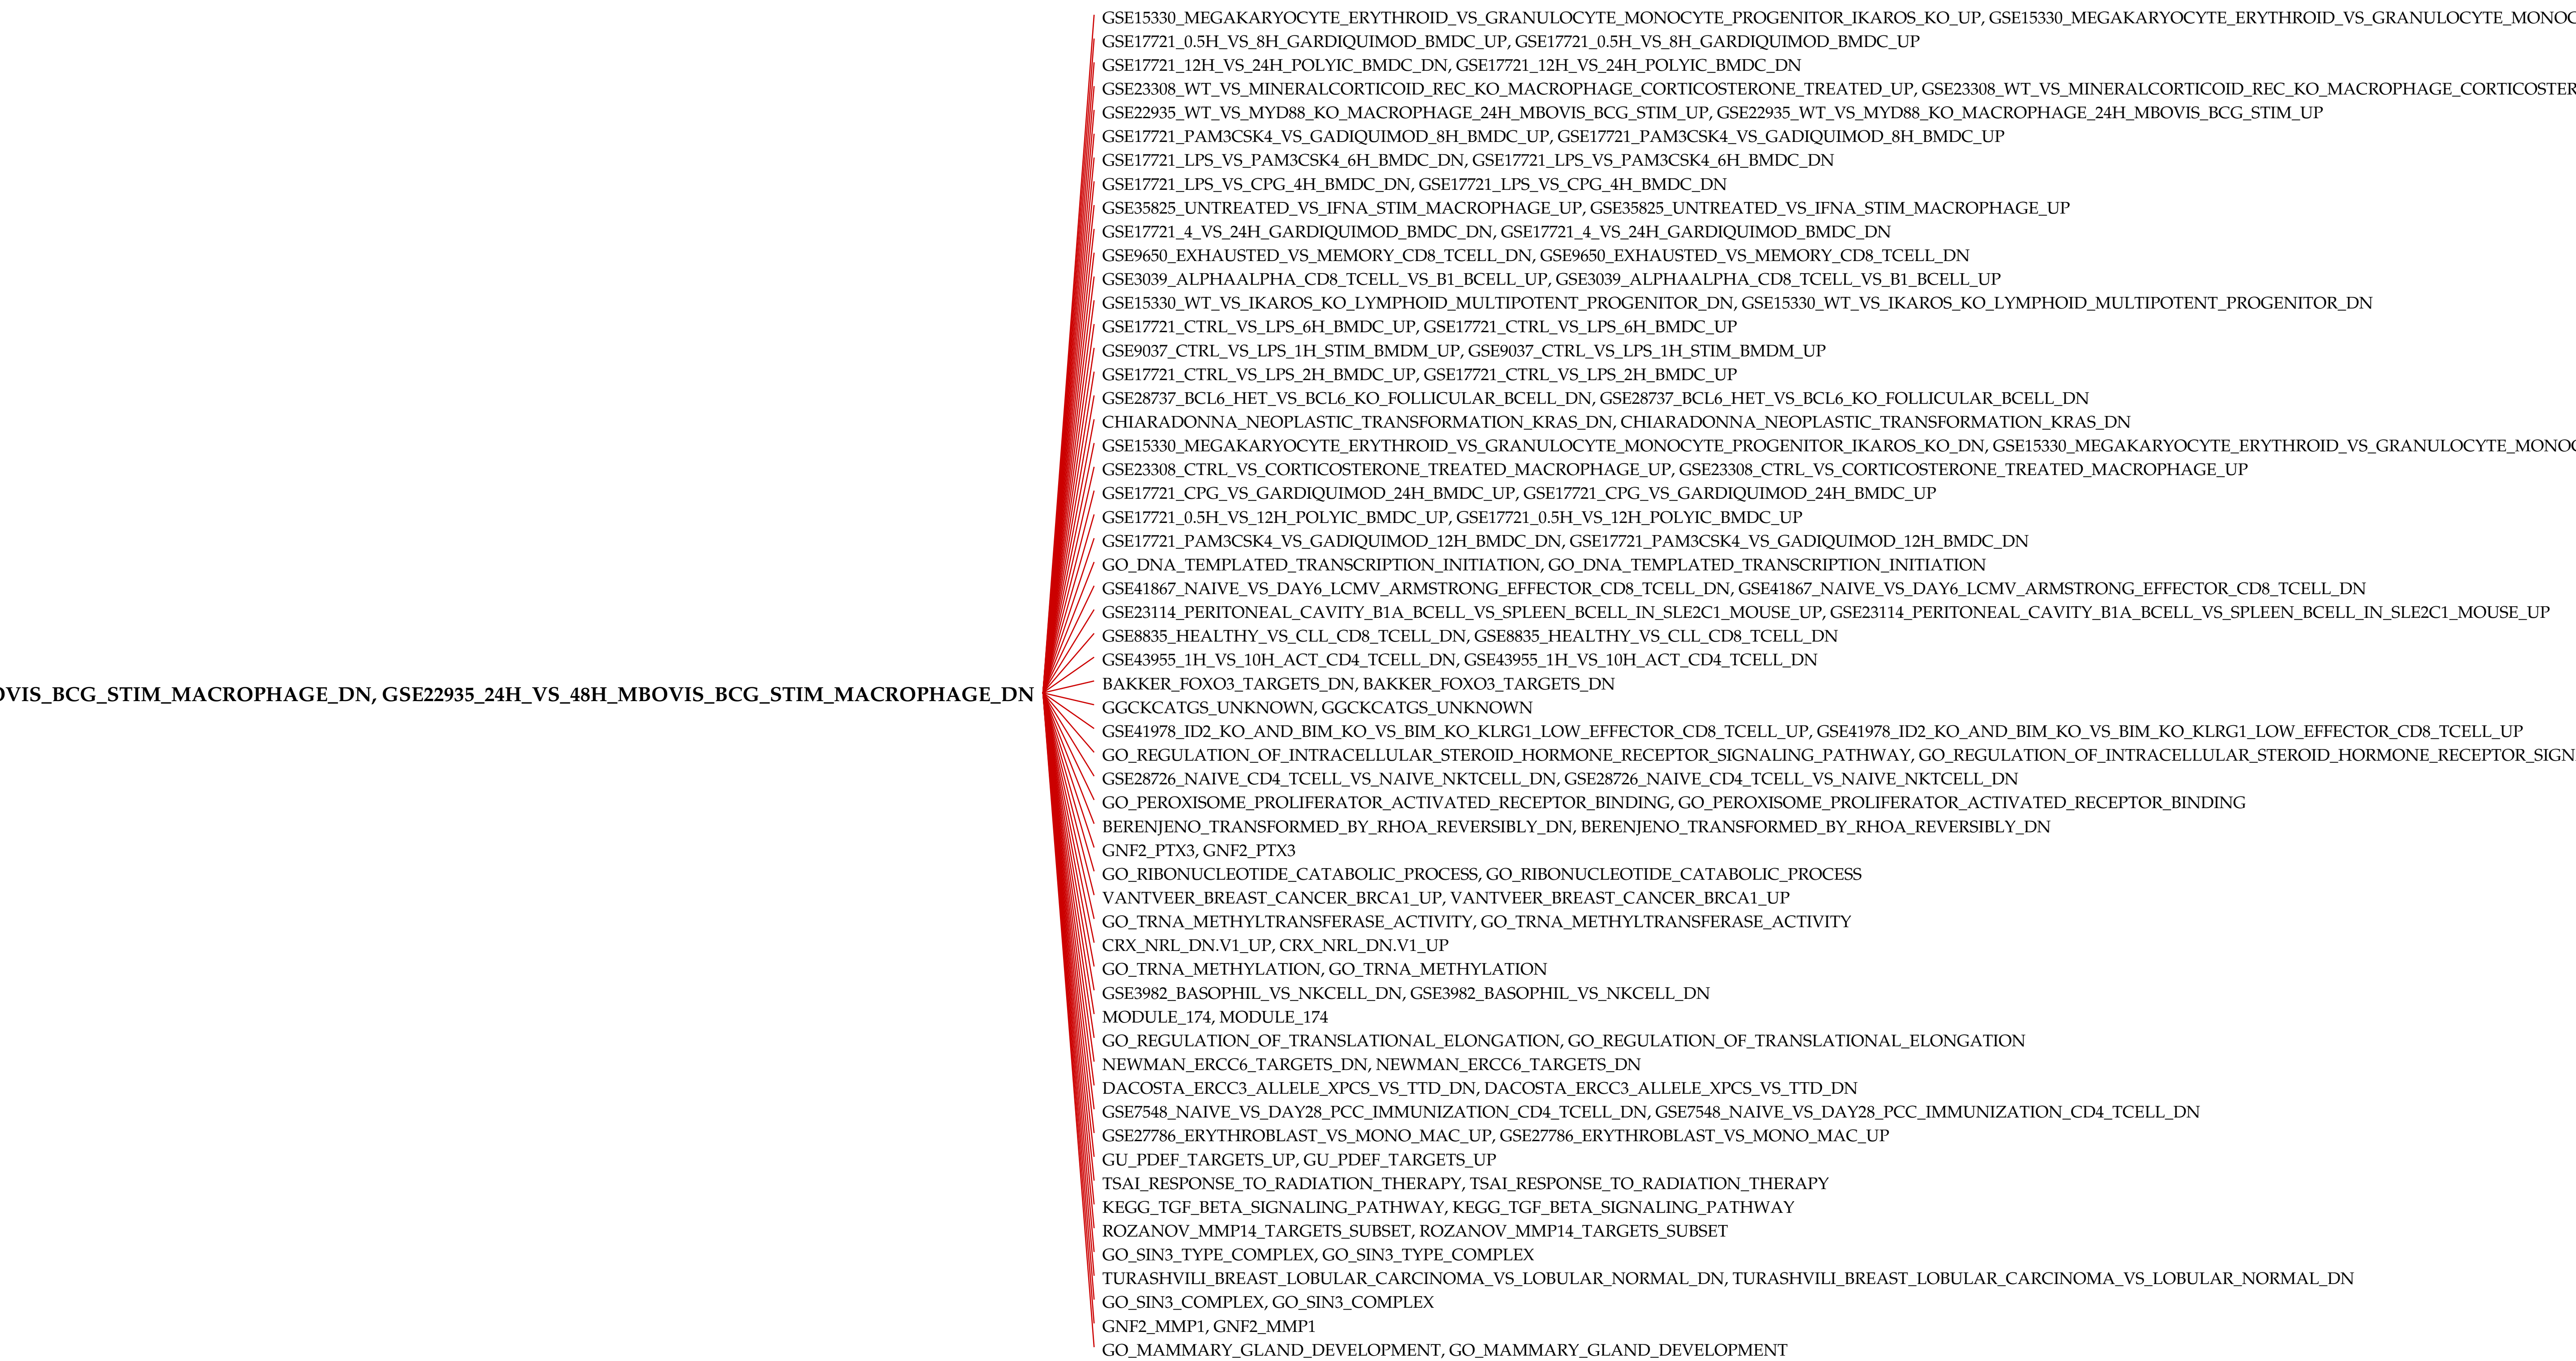 GSE15330_MEGAKARYOCYTE_ERYTHROID_VS_GRANULOCYTE_MONOCYTE_PROGENITOR_IKAROS_KO_UP, GSE15330_MEGAKARYOCYTE_ERYTHROID_VS_GRANULOCYTE_MONOC
GSE17721_0.5H_VS_8H_GARDIQUIMOD_BMDC_UP, GSE17721_0.5H_VS_8H_GARDIQUIMOD_BMDC_UP
GSE17721_12H_VS_24H_POLYIC_BMDC_DN, GSE17721_12H_VS_24H_POLYIC_BMDC_DN
GSE23308_WT_VS_MINERALCORTICOID_REC_KO_MACROPHAGE_CORTICOSTERONE_TREATED_UP, GSE23308_WT_VS_MINERALCORTICOID_REC_KO_MACROPHAGE_CORTICOSTER
GSE22935_WT_VS_MYD88_KO_MACROPHAGE_24H_MBOVIS_BCG_STIM_UP, GSE22935_WT_VS_MYD88_KO_MACROPHAGE_24H_MBOVIS_BCG_STIM_UP
GSE17721_PAM3CSK4_VS_GADIQUIMOD_8H_BMDC_UP, GSE17721_PAM3CSK4_VS_GADIQUIMOD_8H_BMDC_UP
GSE17721_LPS_VS_PAM3CSK4_6H_BMDC_DN, GSE17721_LPS_VS_PAM3CSK4_6H_BMDC_DN
GSE17721_LPS_VS_CPG_4H_BMDC_DN, GSE17721_LPS_VS_CPG_4H_BMDC_DN
GSE35825_UNTREATED_VS_IFNA_STIM_MACROPHAGE_UP, GSE35825_UNTREATED_VS_IFNA_STIM_MACROPHAGE_UP
GSE17721_4_VS_24H_GARDIQUIMOD_BMDC_DN, GSE17721_4_VS_24H_GARDIQUIMOD_BMDC_DN
GSE9650_EXHAUSTED_VS_MEMORY_CD8_TCELL_DN, GSE9650_EXHAUSTED_VS_MEMORY_CD8_TCELL_DN
GSE3039_ALPHAALPHA_CD8_TCELL_VS_B1_BCELL_UP, GSE3039_ALPHAALPHA_CD8_TCELL_VS_B1_BCELL_UP
GSE15330_WT_VS_IKAROS_KO_LYMPHOID_MULTIPOTENT_PROGENITOR_DN, GSE15330_WT_VS_IKAROS_KO_LYMPHOID_MULTIPOTENT_PROGENITOR_DN
GSE17721_CTRL_VS_LPS_6H_BMDC_UP, GSE17721_CTRL_VS_LPS_6H_BMDC_UP
GSE9037_CTRL_VS_LPS_1H_STIM_BMDM_UP, GSE9037_CTRL_VS_LPS_1H_STIM_BMDM_UP
GSE17721_CTRL_VS_LPS_2H_BMDC_UP, GSE17721_CTRL_VS_LPS_2H_BMDC_UP
GSE28737_BCL6_HET_VS_BCL6_KO_FOLLICULAR_BCELL_DN, GSE28737_BCL6_HET_VS_BCL6_KO_FOLLICULAR_BCELL_DN
CHIARADONNA_NEOPLASTIC_TRANSFORMATION_KRAS_DN, CHIARADONNA_NEOPLASTIC_TRANSFORMATION_KRAS_DN
GSE15330_MEGAKARYOCYTE_ERYTHROID_VS_GRANULOCYTE_MONOCYTE_PROGENITOR_IKAROS_KO_DN, GSE15330_MEGAKARYOCYTE_ERYTHROID_VS_GRANULOCYTE_MONOC
GSE23308_CTRL_VS_CORTICOSTERONE_TREATED_MACROPHAGE_UP, GSE23308_CTRL_VS_CORTICOSTERONE_TREATED_MACROPHAGE_UP
GSE17721_CPG_VS_GARDIQUIMOD_24H_BMDC_UP, GSE17721_CPG_VS_GARDIQUIMOD_24H_BMDC_UP
GSE17721_0.5H_VS_12H_POLYIC_BMDC_UP, GSE17721_0.5H_VS_12H_POLYIC_BMDC_UP
GSE17721_PAM3CSK4_VS_GADIQUIMOD_12H_BMDC_DN, GSE17721_PAM3CSK4_VS_GADIQUIMOD_12H_BMDC_DN
GO_DNA_TEMPLATED_TRANSCRIPTION_INITIATION, GO_DNA_TEMPLATED_TRANSCRIPTION_INITIATION
GSE41867_NAIVE_VS_DAY6_LCMV_ARMSTRONG_EFFECTOR_CD8_TCELL_DN, GSE41867_NAIVE_VS_DAY6_LCMV_ARMSTRONG_EFFECTOR_CD8_TCELL_DN
GSE23114_PERITONEAL_CAVITY_B1A_BCELL_VS_SPLEEN_BCELL_IN_SLE2C1_MOUSE_UP, GSE23114_PERITONEAL_CAVITY_B1A_BCELL_VS_SPLEEN_BCELL_IN_SLE2C1_MOUSE_UP
GSE8835_HEALTHY_VS_CLL_CD8_TCELL_DN, GSE8835_HEALTHY_VS_CLL_CD8_TCELL_DN
GSE43955_1H_VS_10H_ACT_CD4_TCELL_DN, GSE43955_1H_VS_10H_ACT_CD4_TCELL_DN
BAKKER_FOXO3_TARGETS_DN, BAKKER_FOXO3_TARGETS_DN
OVIS_BCG_STIM_MACROPHAGE_DN, GSE22935_24H_VS_48H_MBOVIS_BCG_STIM_MACROPHAGE_DN
GGCKCATGS_UNKNOWN, GGCKCATGS_UNKNOWN
GSE41978_ID2_KO_AND_BIM_KO_VS_BIM_KO_KLRG1_LOW_EFFECTOR_CD8_TCELL_UP, GSE41978_ID2_KO_AND_BIM_KO_VS_BIM_KO_KLRG1_LOW_EFFECTOR_CD8_TCELL_UP
GO_REGULATION_OF_INTRACELLULAR_STEROID_HORMONE_RECEPTOR_SIGNALING_PATHWAY, GO_REGULATION_OF_INTRACELLULAR_STEROID_HORMONE_RECEPTOR_SIGN
GSE28726_NAIVE_CD4_TCELL_VS_NAIVE_NKTCELL_DN, GSE28726_NAIVE_CD4_TCELL_VS_NAIVE_NKTCELL_DN
GO_PEROXISOME_PROLIFERATOR_ACTIVATED_RECEPTOR_BINDING, GO_PEROXISOME_PROLIFERATOR_ACTIVATED_RECEPTOR_BINDING
BERENJENO_TRANSFORMED_BY_RHOA_REVERSIBLY_DN, BERENJENO_TRANSFORMED_BY_RHOA_REVERSIBLY_DN
GNF2_PTX3, GNF2_PTX3
GO_RIBONUCLEOTIDE_CATABOLIC_PROCESS, GO_RIBONUCLEOTIDE_CATABOLIC_PROCESS
VANTVEER_BREAST_CANCER_BRCA1_UP, VANTVEER_BREAST_CANCER_BRCA1_UP
GO_TRNA_METHYLTRANSFERASE_ACTIVITY, GO_TRNA_METHYLTRANSFERASE_ACTIVITY
CRX_NRL_DN.V1_UP, CRX_NRL_DN.V1_UP
GO_TRNA_METHYLATION, GO_TRNA_METHYLATION
GSE3982_BASOPHIL_VS_NKCELL_DN, GSE3982_BASOPHIL_VS_NKCELL_DN
MODULE_174, MODULE_174
GO_REGULATION_OF_TRANSLATIONAL_ELONGATION, GO_REGULATION_OF_TRANSLATIONAL_ELONGATION
NEWMAN_ERCC6_TARGETS_DN, NEWMAN_ERCC6_TARGETS_DN
DACOSTA_ERCC3_ALLELE_XPCS_VS_TTD_DN, DACOSTA_ERCC3_ALLELE_XPCS_VS_TTD_DN
GSE7548_NAIVE_VS_DAY28_PCC_IMMUNIZATION_CD4_TCELL_DN, GSE7548_NAIVE_VS_DAY28_PCC_IMMUNIZATION_CD4_TCELL_DN
GSE27786_ERYTHROBLAST_VS_MONO_MAC_UP, GSE27786_ERYTHROBLAST_VS_MONO_MAC_UP
GU_PDEF_TARGETS_UP, GU_PDEF_TARGETS_UP
TSAI_RESPONSE_TO_RADIATION_THERAPY, TSAI_RESPONSE_TO_RADIATION_THERAPY
KEGG_TGF_BETA_SIGNALING_PATHWAY, KEGG_TGF_BETA_SIGNALING_PATHWAY
ROZANOV_MMP14_TARGETS_SUBSET, ROZANOV_MMP14_TARGETS_SUBSET
GO_SIN3_TYPE_COMPLEX, GO_SIN3_TYPE_COMPLEX
TURASHVILI_BREAST_LOBULAR_CARCINOMA_VS_LOBULAR_NORMAL_DN, TURASHVILI_BREAST_LOBULAR_CARCINOMA_VS_LOBULAR_NORMAL_DN
GO_SIN3_COMPLEX, GO_SIN3_COMPLEX
GNF2_MMP1, GNF2_MMP1
GO_MAMMARY_GLAND_DEVELOPMENT, GO_MAMMARY_GLAND_DEVELOPMENT